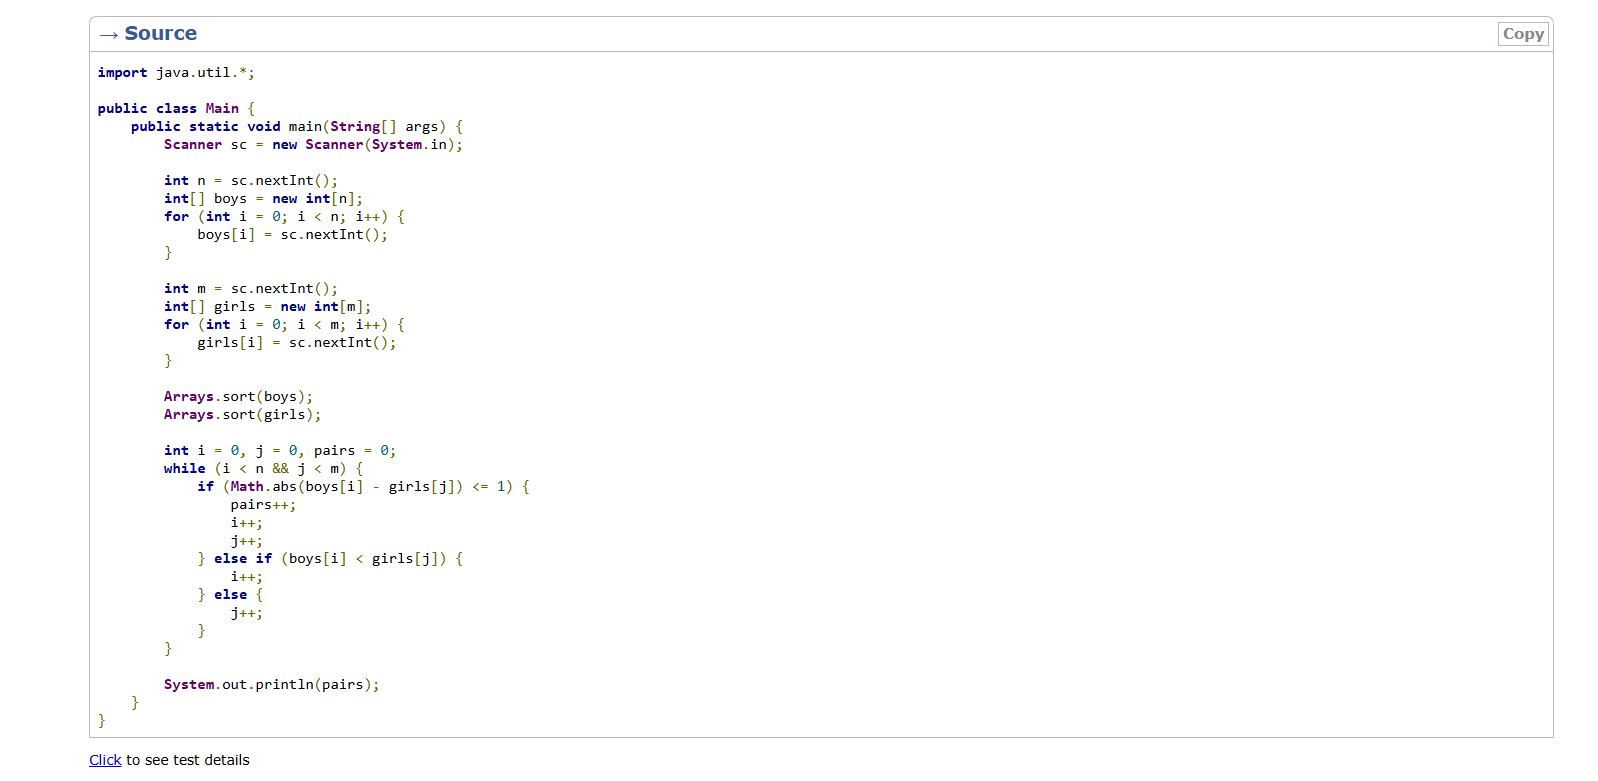 → Source
Copy
import java.util.*;
public class Main {
    public static void main(String[] args) {
        Scanner sc = new Scanner(System.in);
        int n = sc.nextInt();
        int[] boys = new int[n];
        for (int i = 0; i < n; i++) {
            boys[i] = sc.nextInt();
        }
        int m = sc.nextInt();
        int[] girls = new int[m];
        for (int i = 0; i < m; i++) {
            girls[i] = sc.nextInt();
        }
        Arrays.sort(boys);
        Arrays.sort(girls);
        int i = 0, j = 0, pairs = 0;
        while (i < n && j < m) {
            if (Math.abs(boys[i] - girls[j]) <= 1) {
                pairs++;
                i++;
                j++;
            } else if (boys[i] < girls[j]) {
                i++;
            } else {
                j++;
            }
        }
        System.out.println(pairs);
    }
}
Click to see test details